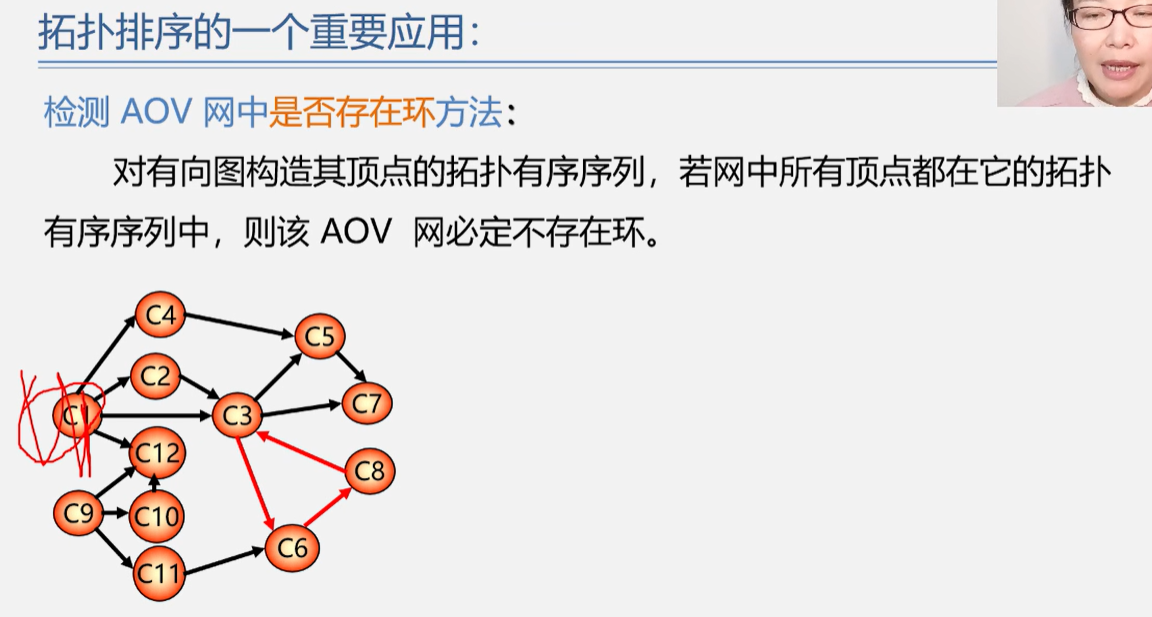 拓扑排序的一个重要应用:
检测 AOV 网中是否存在环方法：
对有向图构造其顶点的拓扑有序序列，若网中所有顶点都在它的拓扑
有序序列中，则该 AOV 网必定不存在环。
C4
C5
C2
C7
C1
C3
C12
C8
C9
C10
C6
C11